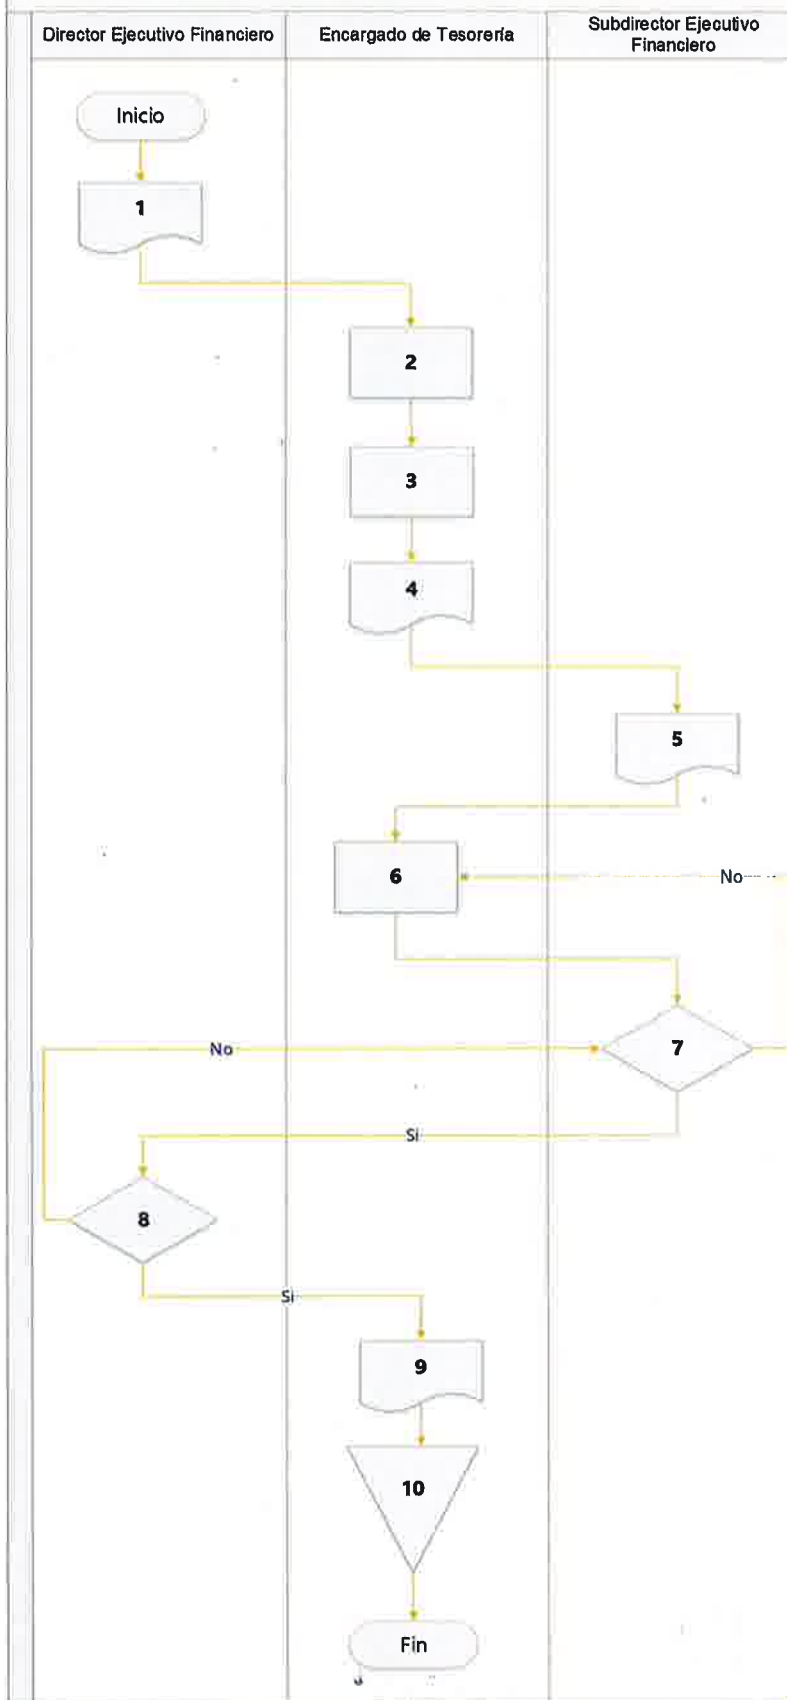 Director Ejecutivo Financiero
Encargado de Tesorería
Subdirector Ejecutivo
Financiero
Inicio
1
2
3
4
5
6
No
7
No
Si
8
Si
9
10
Fin